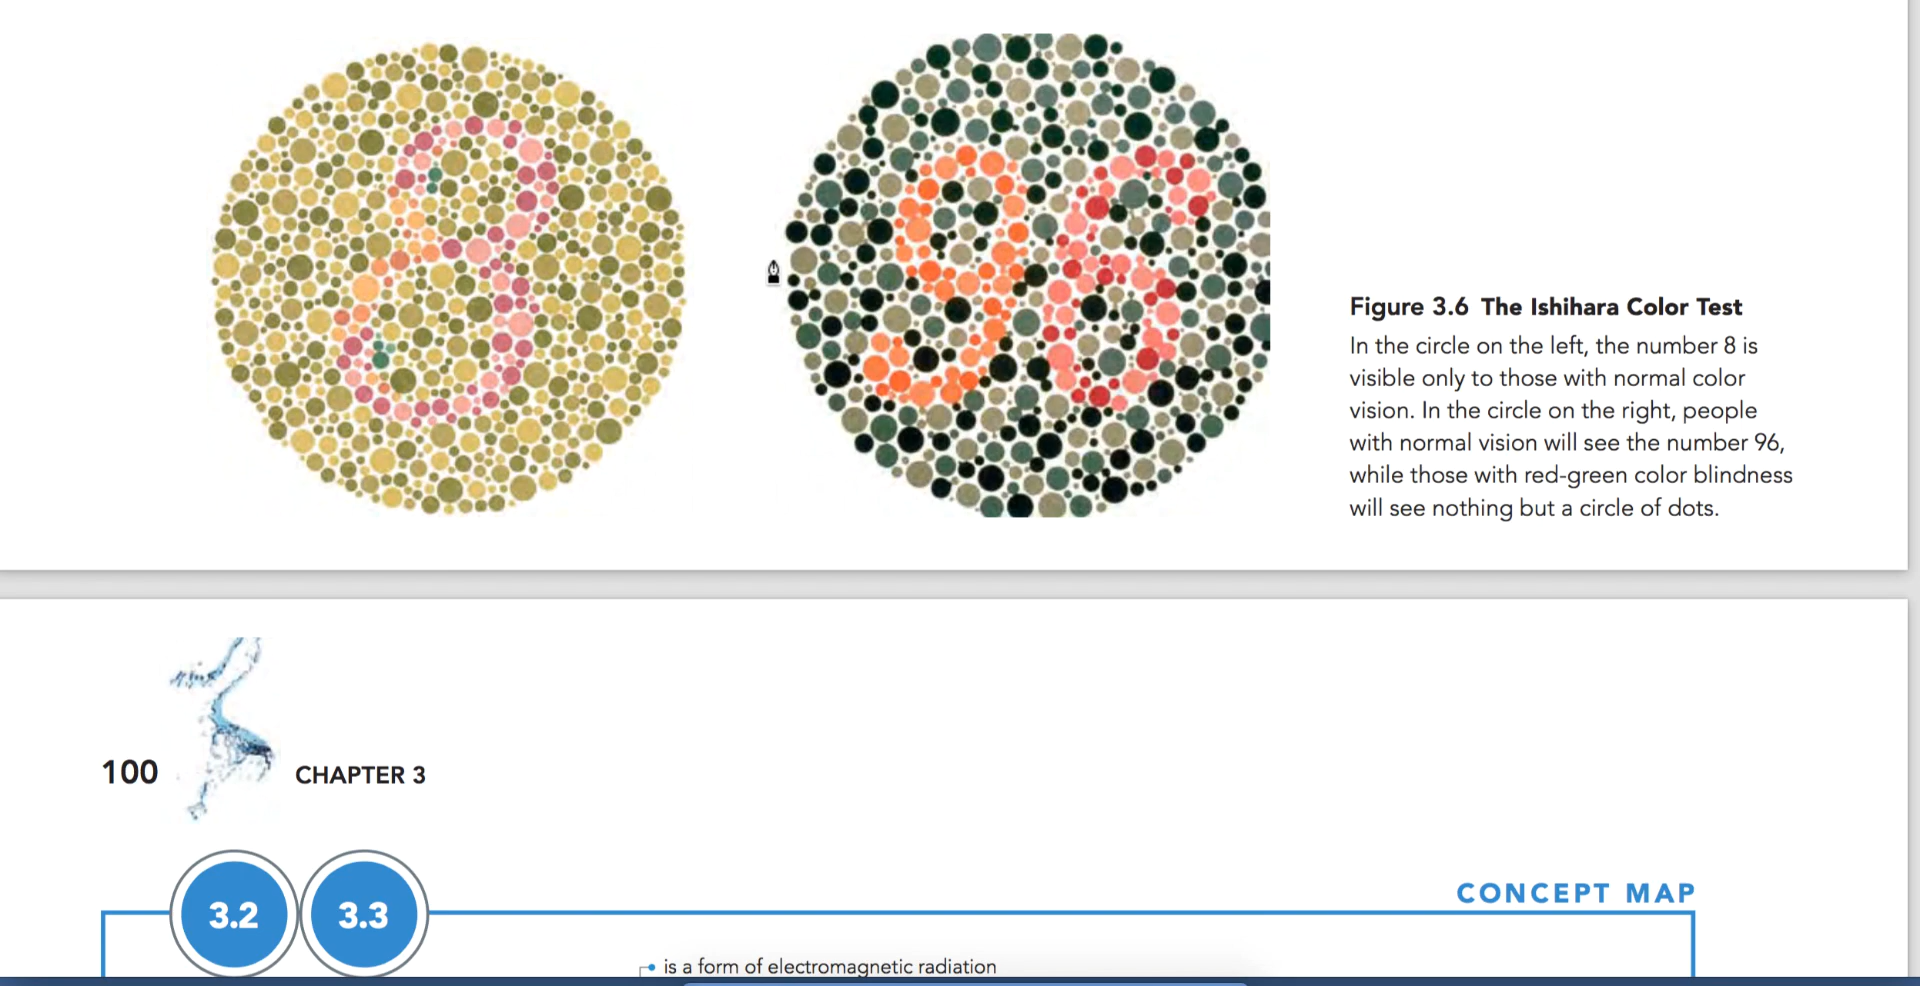 8
96
Figure 3.6 The Ishihara Color Test
In the circle on the left, the number 8 is
visible only to those with normal color
vision. In the circle on the right, people
with normal vision will see the number 96,
while those with red-green color blindness
will see nothing but a circle of dots.
100
CHAPTER 3
3.2
3.3
CONCEPT MAP
is a form of electromagnetic radiation